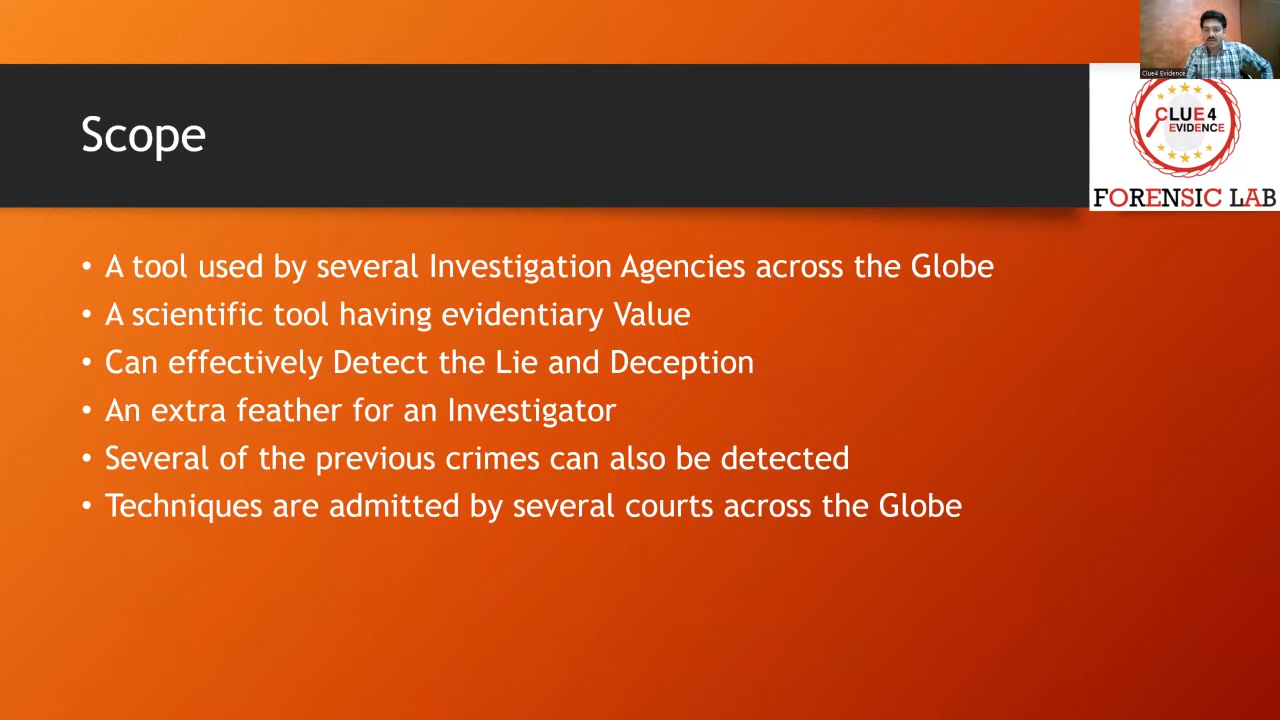 Clue4 Evidence
Scope
CLUE 4
EVIDENCE
FORENSIC LAB
• A tool used by several Investigation Agencies across the Globe
• A scientific tool having evidentiary Value
• Can effectively Detect the Lie and Deception
• An extra feather for an Investigator
• Several of the previous crimes can also be detected
• Techniques are admitted by several courts across the Globe